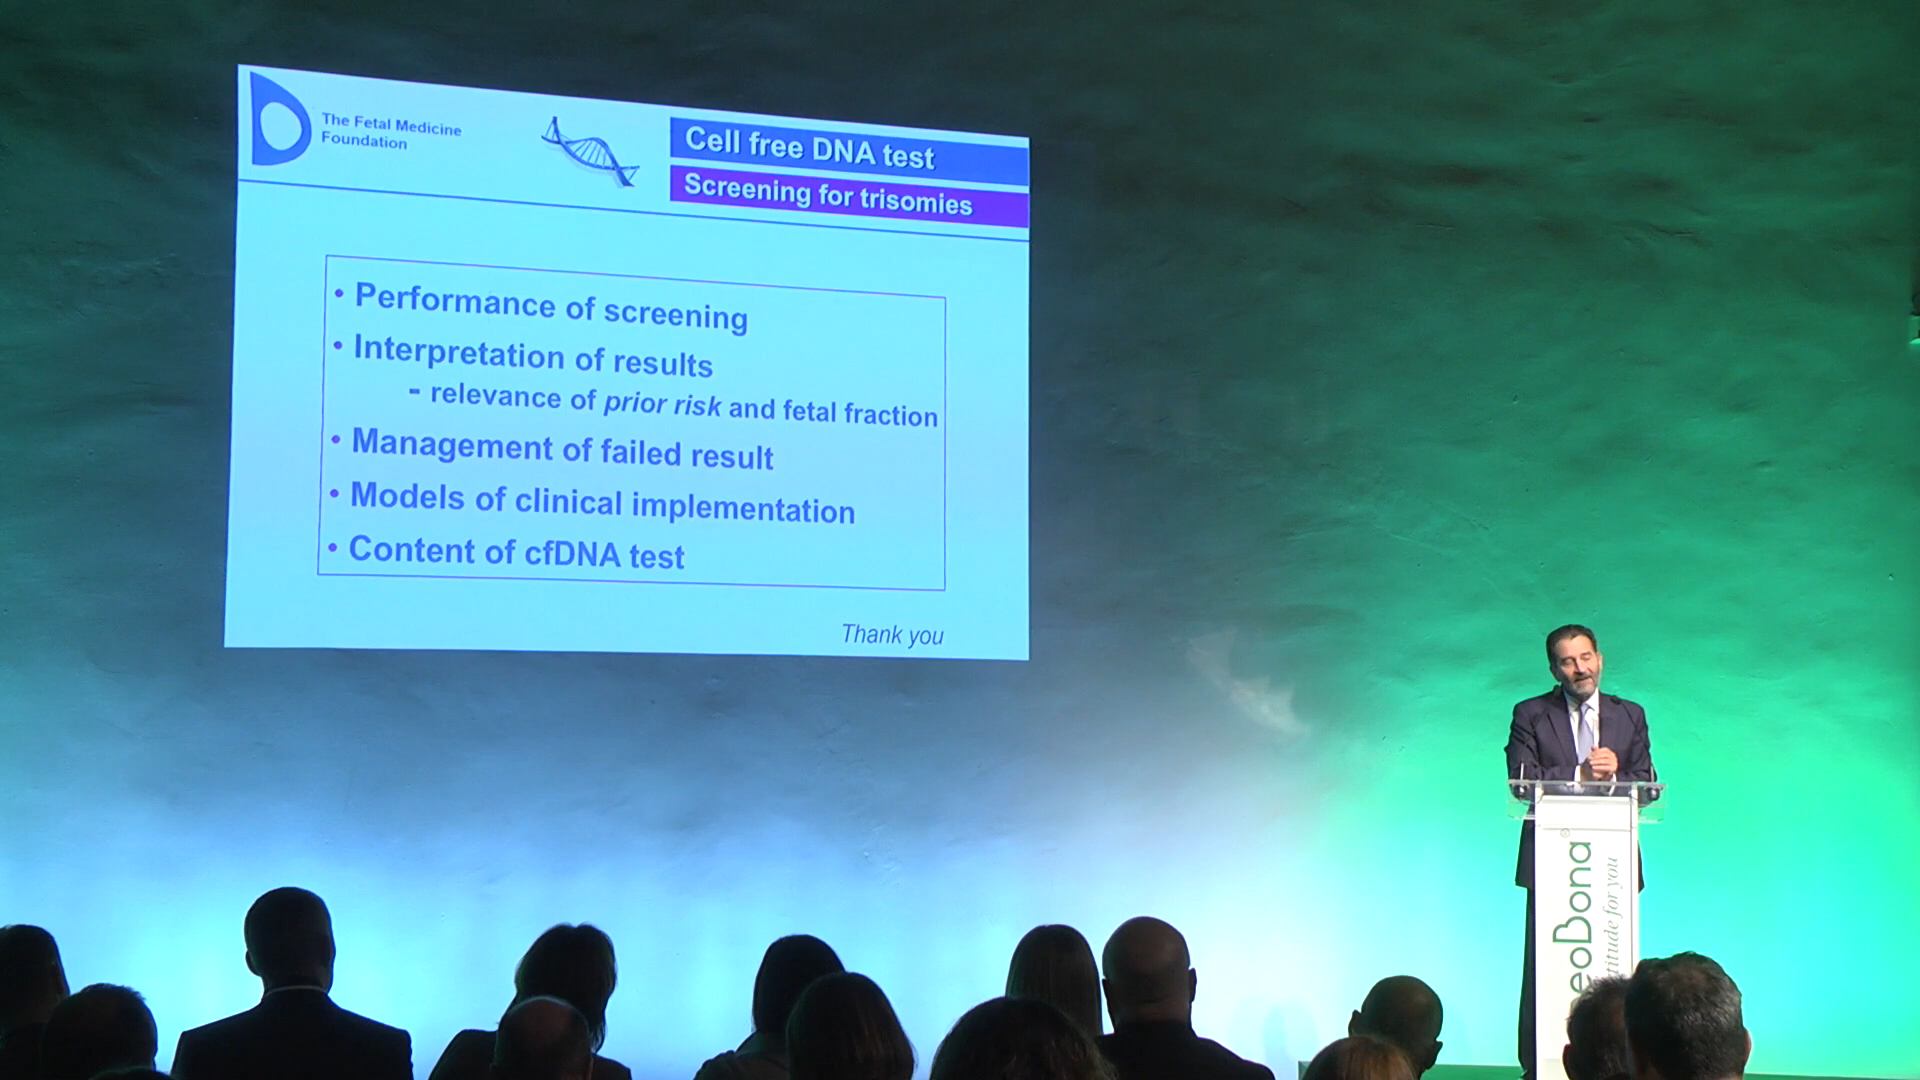 The Fetal Medicine
Foundation
Cell free DNA test
Screening for trisomies
• Performance of screening
• Interpretation of results
- relevance of prior risk and fetal fraction
• Management of failed result
• Models of clinical implementation
• Content of cfDNA test
Thank you
eoBona®
titude for you